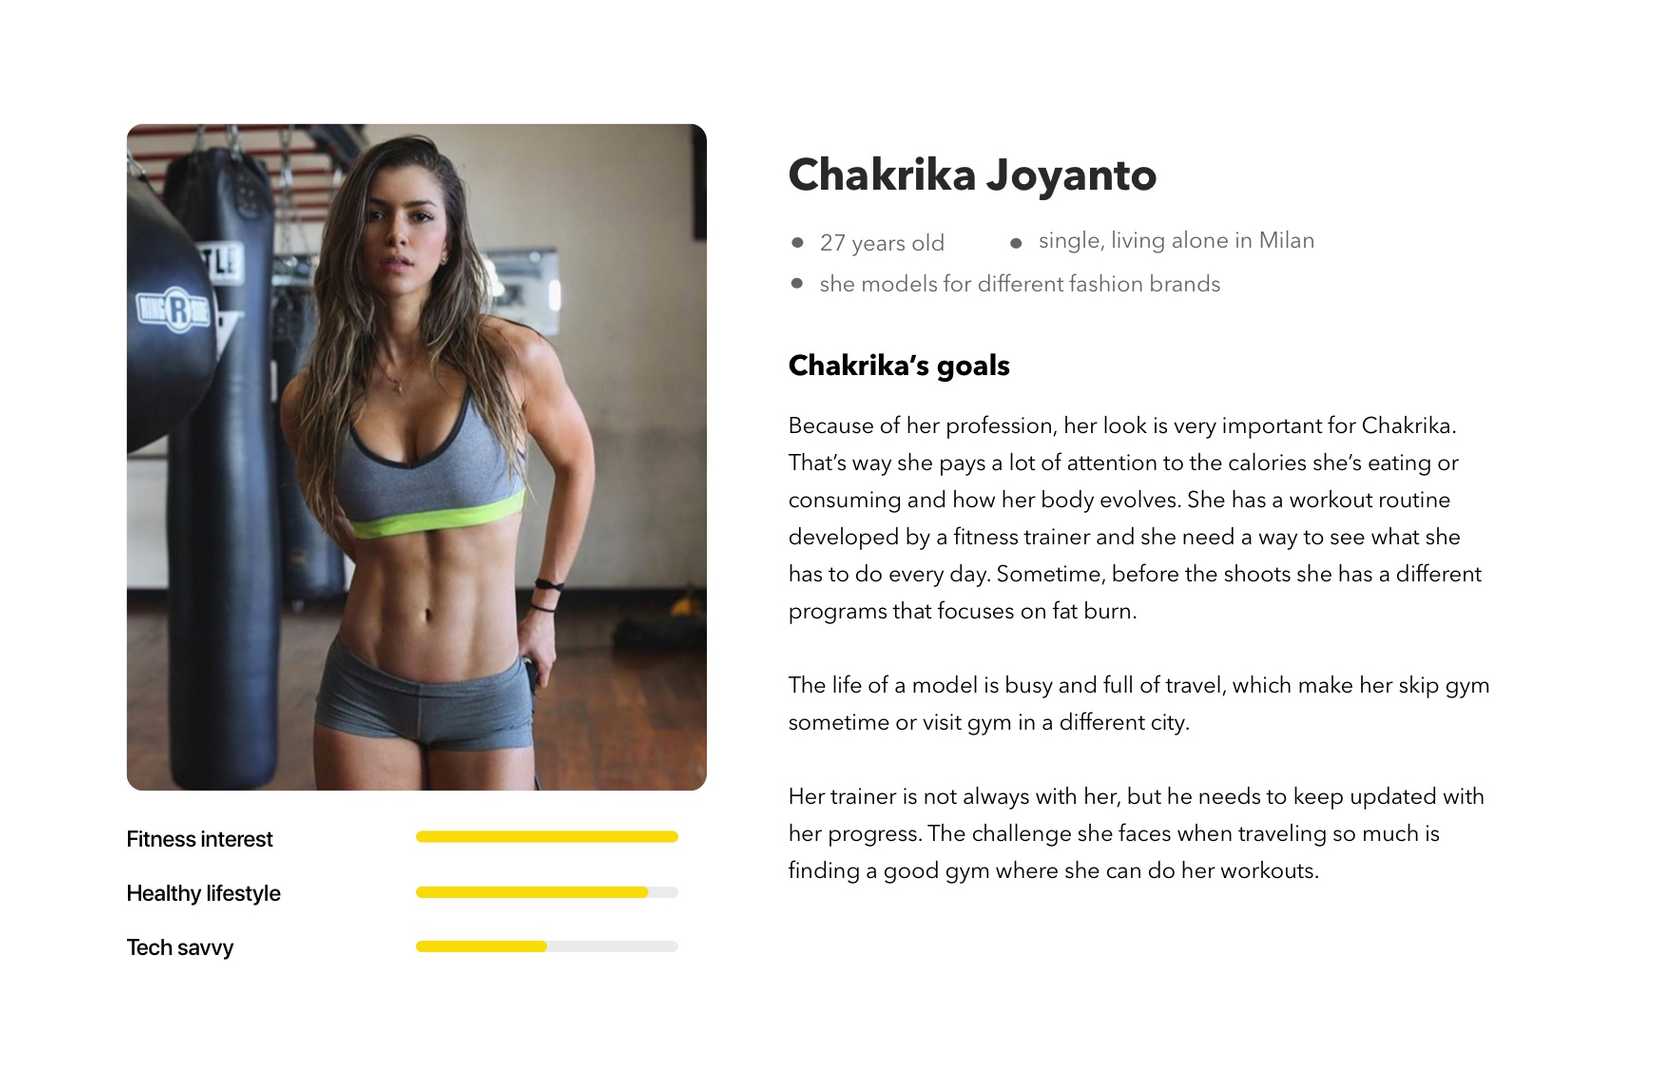 Chakrika Joyanto
27 years old
single, living alone in Milan
she models for different fashion brands
Chakrika's goals
Because of her profession, her look is very important for Chakrika.
That's way she pays a lot of attention to the calories she's eating or
consuming and how her body evolves. She has a workout routine
developed by a fitness trainer and she need a way to see what she
has to do every day. Sometime, before the shoots she has a different
programs that focuses on fat burn.
The life of a model is busy and full of travel, which make her skip gym
sometime or visit gym in a different city.
Her trainer is not always with her, but he needs to keep updated with
her progress. The challenge she faces when traveling so much is
finding a good gym where she can do her workouts.
TLE
RING R SIDE
Fitness interest
Healthy lifestyle
Tech savvy